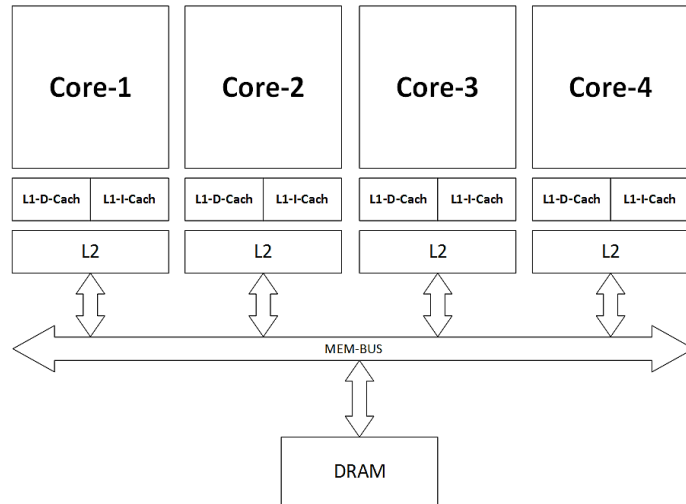 Core-1 Core-2 Core-3 Core-4
L1-D-Cach L1-I-Cach L1-D-Cach L1-I-Cach L1-D-Cach L1-I-Cach L1-D-Cach L1-I-Cach
L2 L2 L2 L2
MEM-BUS
DRAM